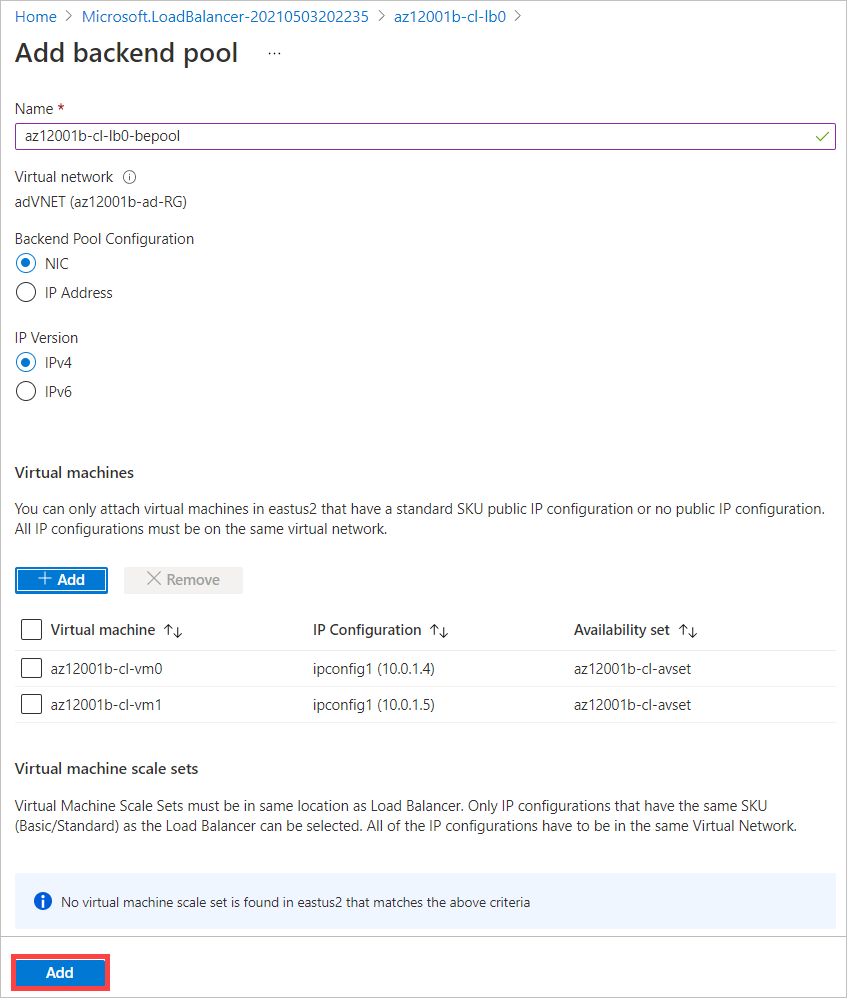 Home > Microsoft.LoadBalancer-20210503202235 > az12001b-cl-lb0 >
Add backend pool ...
Name *
az12001b-cl-lb0-bepool
Virtual network
adVNET (az12001b-ad-RG)
Backend Pool Configuration
NIC
IP Address
IP Version
IPv4
IPv6
Virtual machines
You can only attach virtual machines in eastus2 that have a standard SKU public IP configuration or no public IP configuration.
All IP configurations must be on the same virtual network.
+ Add Remove
Virtual machine ↑↓ IP Configuration ↑↓ Availability set ↑↓
az12001b-cl-vm0 ipconfig1 (10.0.1.4) az12001b-cl-avset
az12001b-cl-vm1 ipconfig1 (10.0.1.5) az12001b-cl-avset
Virtual machine scale sets
Virtual Machine Scale Sets must be in same location as Load Balancer. Only IP configurations that have the same SKU
(Basic/Standard) as the Load Balancer can be selected. All of the IP configurations have to be in the same Virtual Network.
No virtual machine scale set is found in eastus2 that matches the above criteria
Add